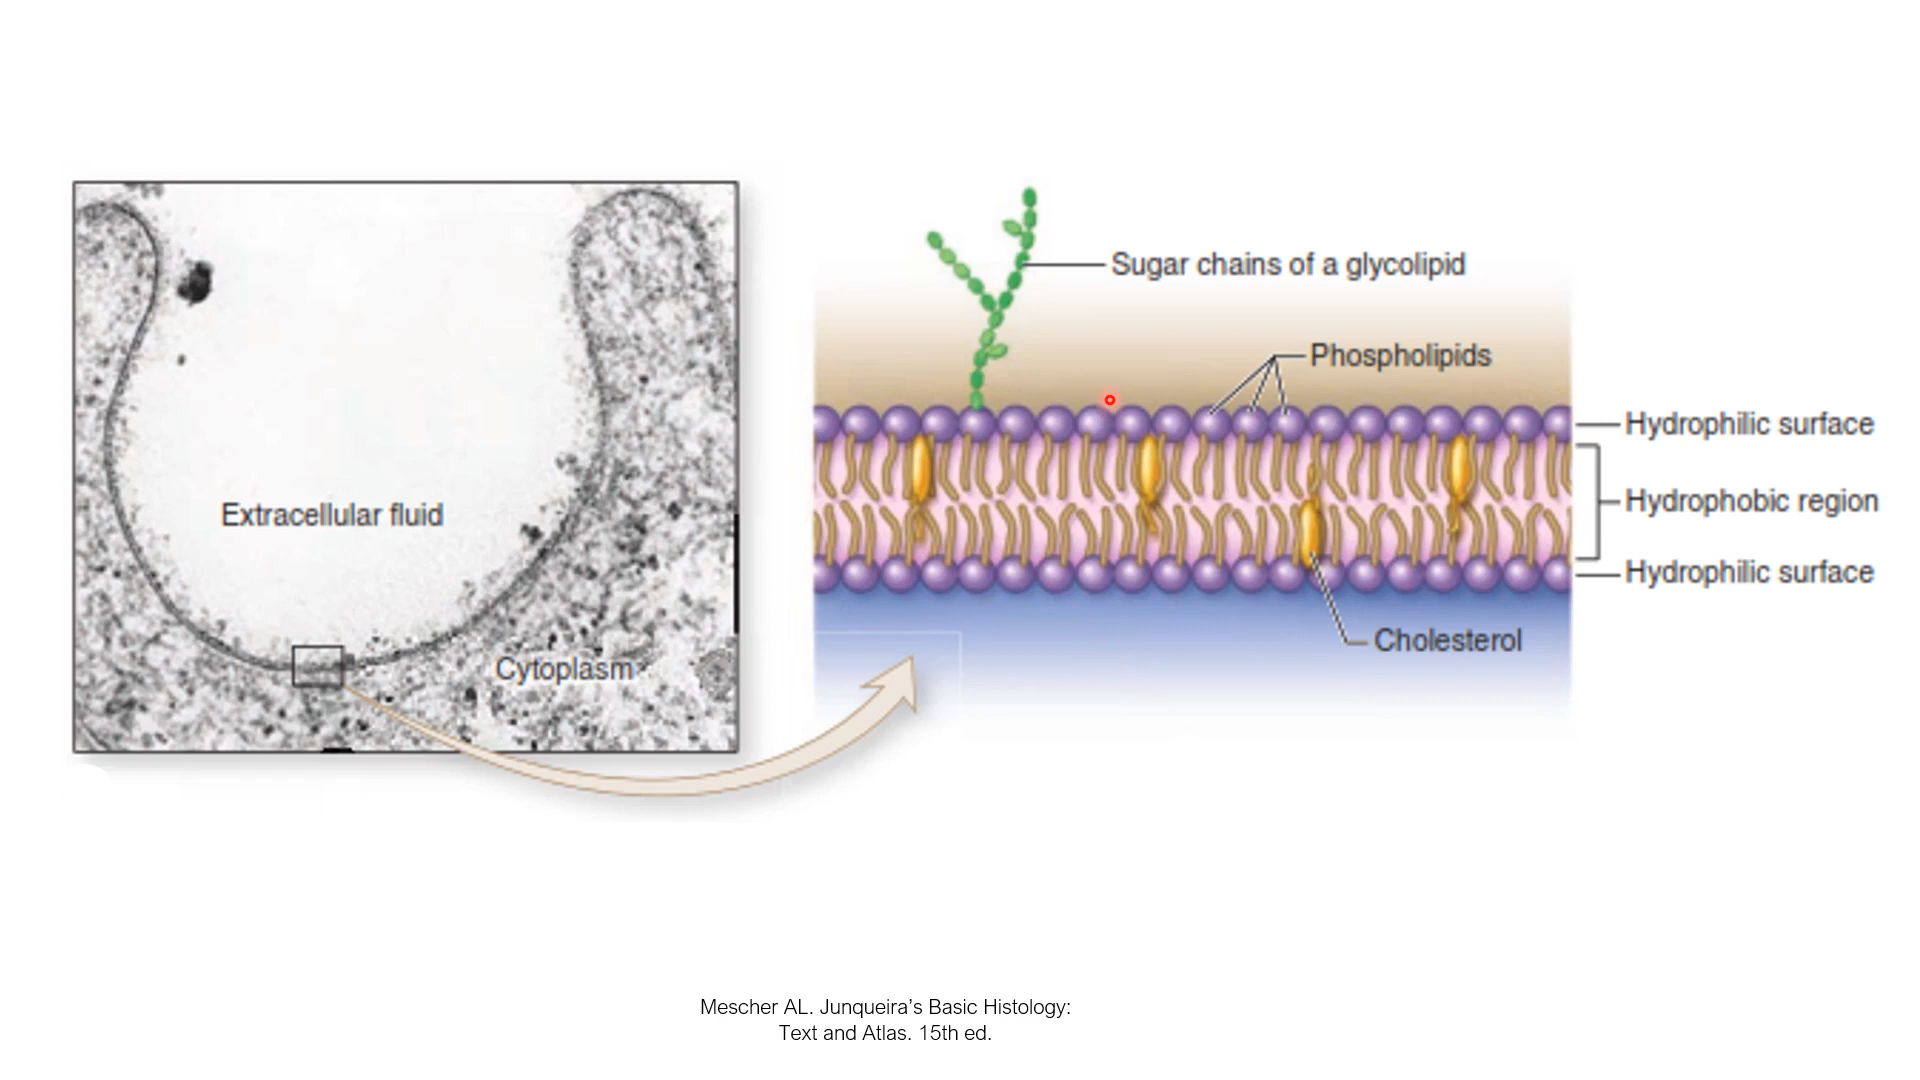 Extracellular fluid
Cytoplasm
Sugar chains of a glycolipid
Phospholipids
Hydrophilic surface
Hydrophobic region
Hydrophilic surface
Cholesterol
Mescher AL. Junqueira’s Basic Histology:
Text and Atlas. 15th ed.